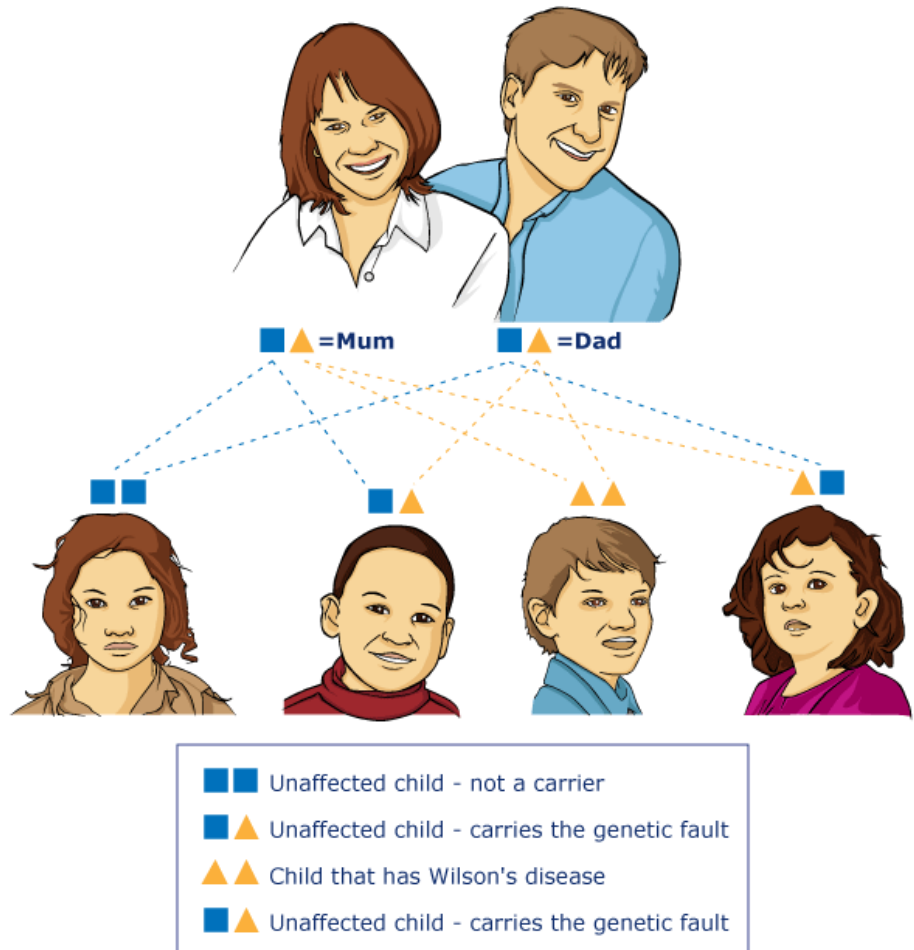 =Mum =Dad
Unaffected child - not a carrier
Unaffected child - carries the genetic fault
Child that has Wilson's disease
Unaffected child - carries the genetic fault